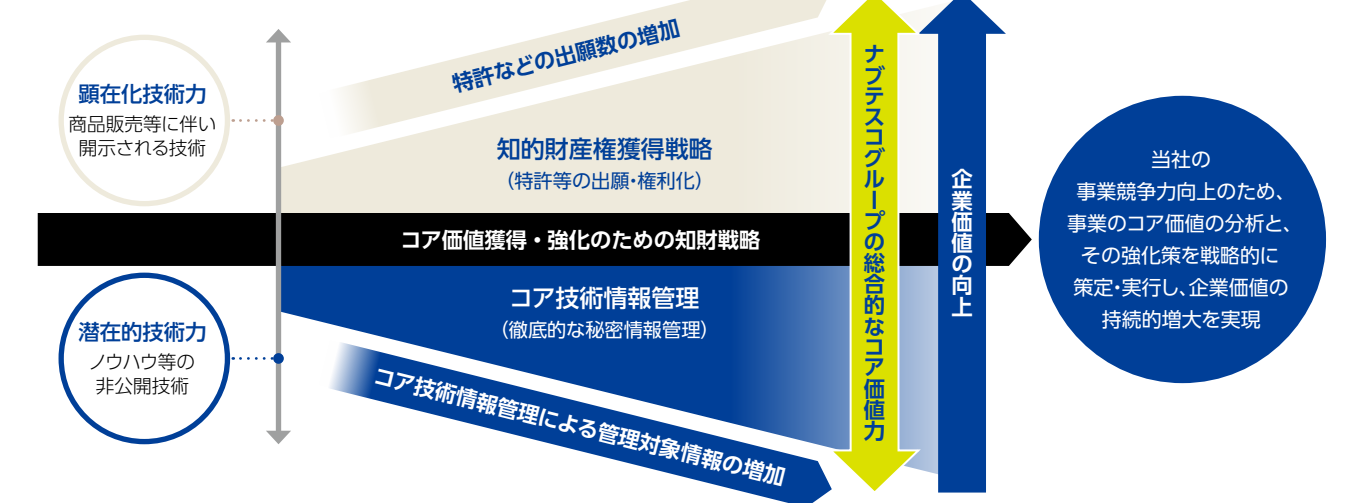 顕在化技術力
商品販売等に伴い
開示される技術
特許などの出願数の増加
知的財産権獲得戦略
（特許等の出願・権利化）
コア価値獲得・強化のための知財戦略
潜在的技術力
ノウハウ等の
非公開技術
コア技術情報管理
（徹底的な秘密情報管理）
コア技術情報管理による管理対象情報の増加
ナブテスコグループの総合的なコア価値力
企業価値の向上
当社の
事業競争力向上のため、
事業のコア価値の分析と、
その強化策を戦略的に
策定・実行し、企業価値の
持続的増大を実現